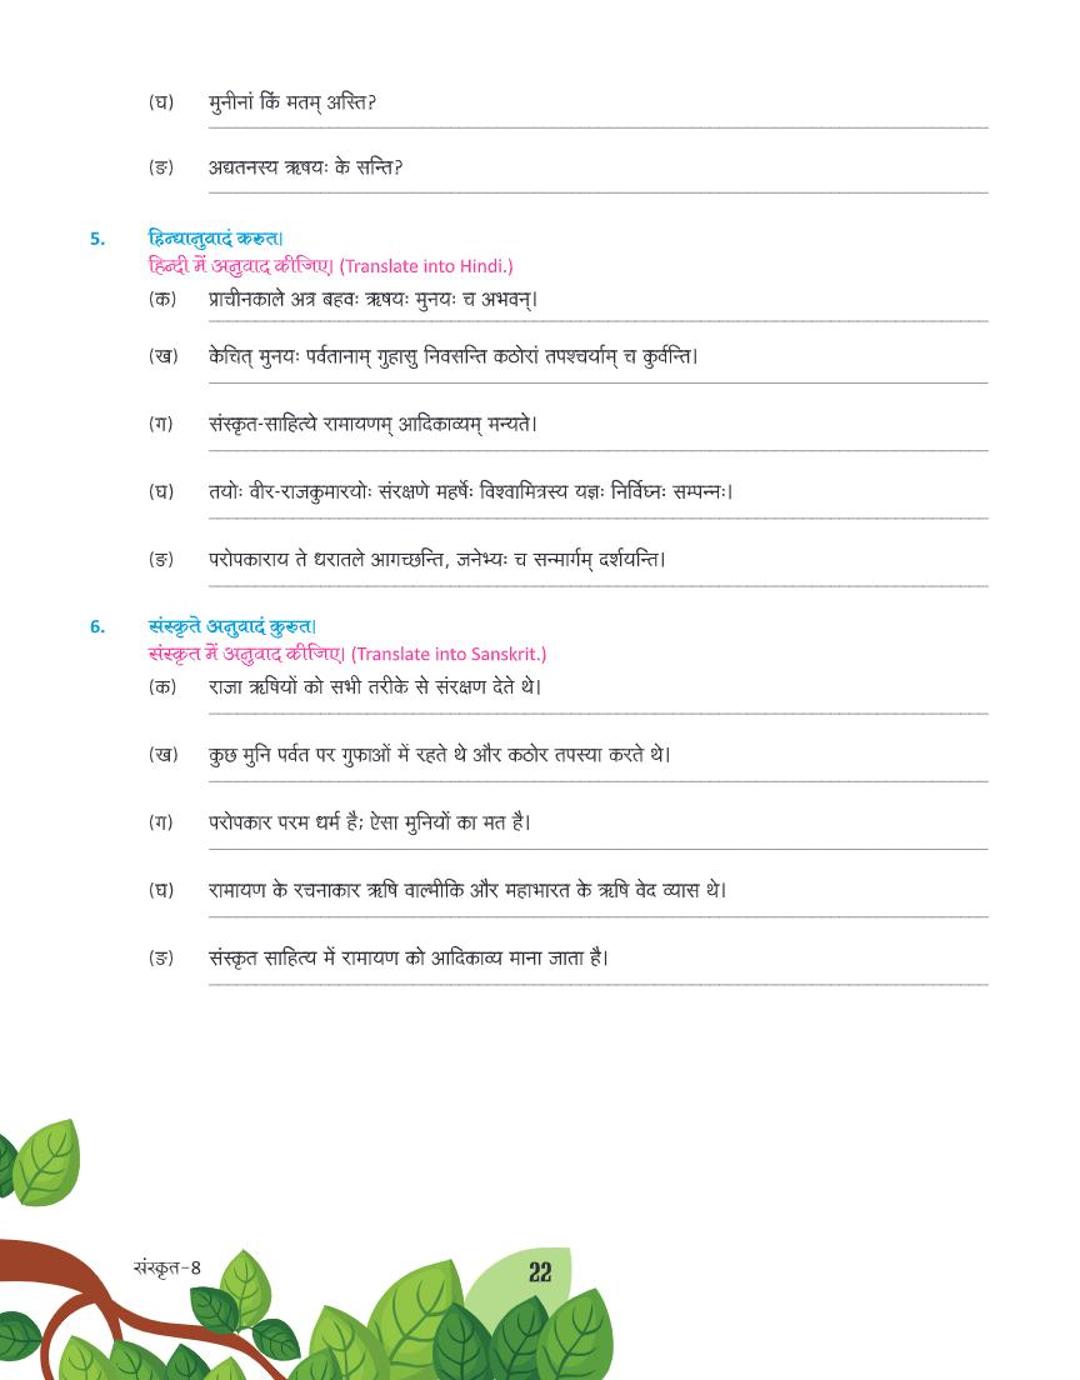 (घ) मुनीनां किं मतम् अस्ति?
(ङ) अद्यतनस्य ऋषयः के सन्ति?
5. हिन्द्यानुवादं करुत।
हिन्दी में अनुवाद कीजिए। (Translate into Hindi.)
(क) प्राचीनकाले अत्र बहवः ऋषयः मुनयः च अभवन्।
(ख) केचित् मुनयः पर्वतानाम् गुहासु निवसन्ति कठोरां तपश्चर्याम् च कुर्वन्ति।
(ग) संस्कृत-साहित्ये रामायणम् आदिकाव्यम् मन्यते।
(घ) तयोः वीर-राजकुमारयोः संरक्षणे महर्षेः विश्वामित्रस्य यज्ञः निर्विघ्नः सम्पन्नः।
(ङ) परोपकाराय ते धरातले आगच्छन्ति, जनेभ्यः च सन्मार्गम् दर्शयन्ति।
6. संस्कृते अनुवादं कुरुत।
संस्कृत में अनुवाद कीजिए। (Translate into Sanskrit.)
(क) राजा ऋषियों को सभी तरीके से संरक्षण देते थे।
(ख) कुछ मुनि पर्वत पर गुफाओं में रहते थे और कठोर तपस्या करते थे।
(ग) परोपकार परम धर्म है; ऐसा मुनियों का मत है।
(घ) रामायण के रचनाकार ऋषि वाल्मीकि और महाभारत के ऋषि वेद व्यास थे।
(ङ) संस्कृत साहित्य में रामायण को आदिकाव्य माना जाता है।
संस्कृत-8
22